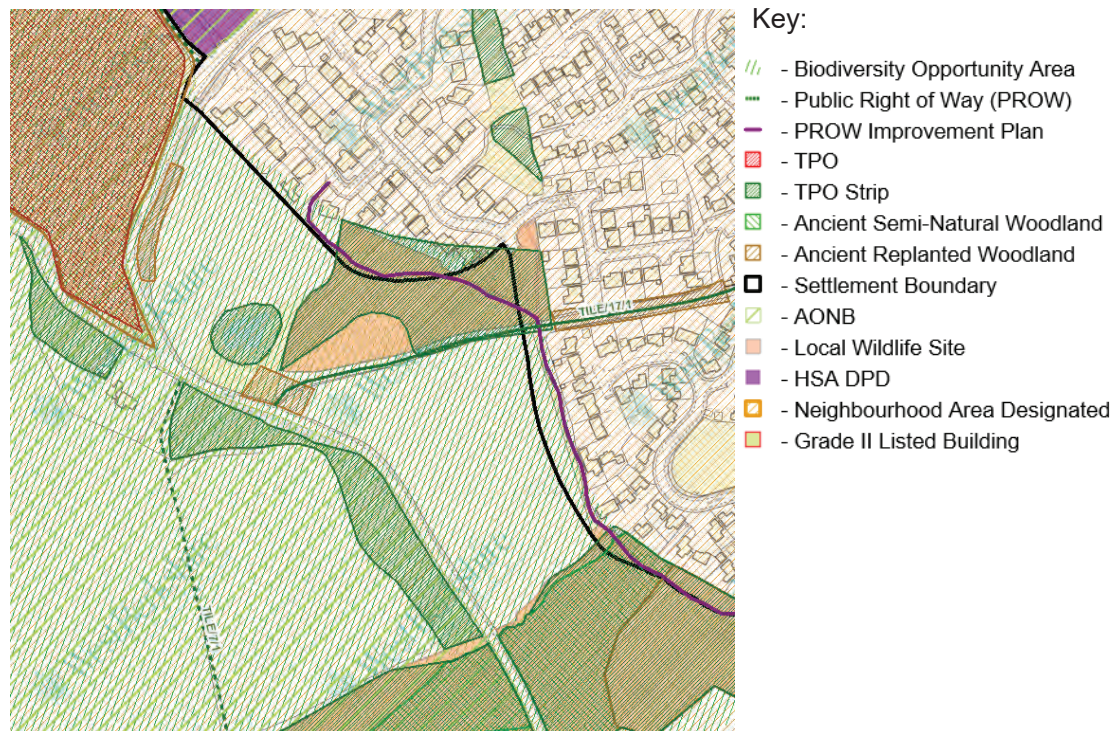 Key:
- Biodiversity Opportunity Area
- Public Right of Way (PROW)
- PROW Improvement Plan
- TPO
- TPO Strip
- Ancient Semi-Natural Woodland
- Ancient Replanted Woodland
- Settlement Boundary
- AONB
- Local Wildlife Site
- HSA DPD
- Neighbourhood Area Designated
- Grade II Listed Building
TILE/17/1
TILE/7/1